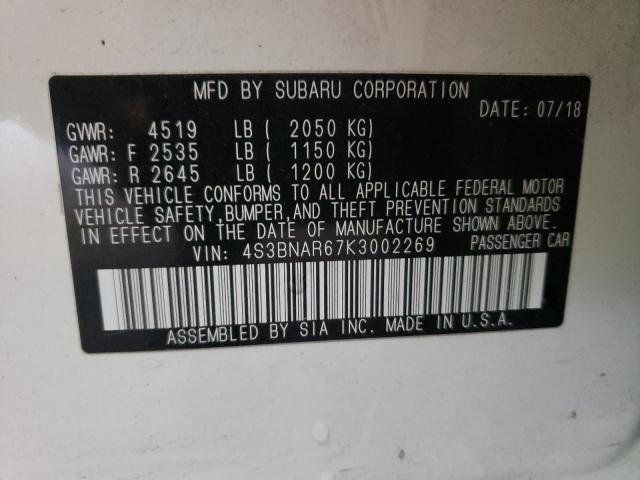 MFD BY SUBARU CORPORATION
DATE: 07/18
GVWR: 4519 LB ( 2050 KG)
GAWR: F 2535 LB ( 1150 KG)
GAWR: R 2645 LB ( 1200 KG)
THIS VEHICLE CONFORMS TO ALL APPLICABLE FEDERAL MOTOR
VEHICLE SAFETY,BUMPER,AND THEFT PREVENTION STANDARDS
IN EFFECT ON THE DATE OF MANUFACTURE SHOWN ABOVE.
VIN: 4S3BNAR67K3002269 PASSENGER CAR
ASSEMBLED BY SIA INC. MADE IN U.S.A.